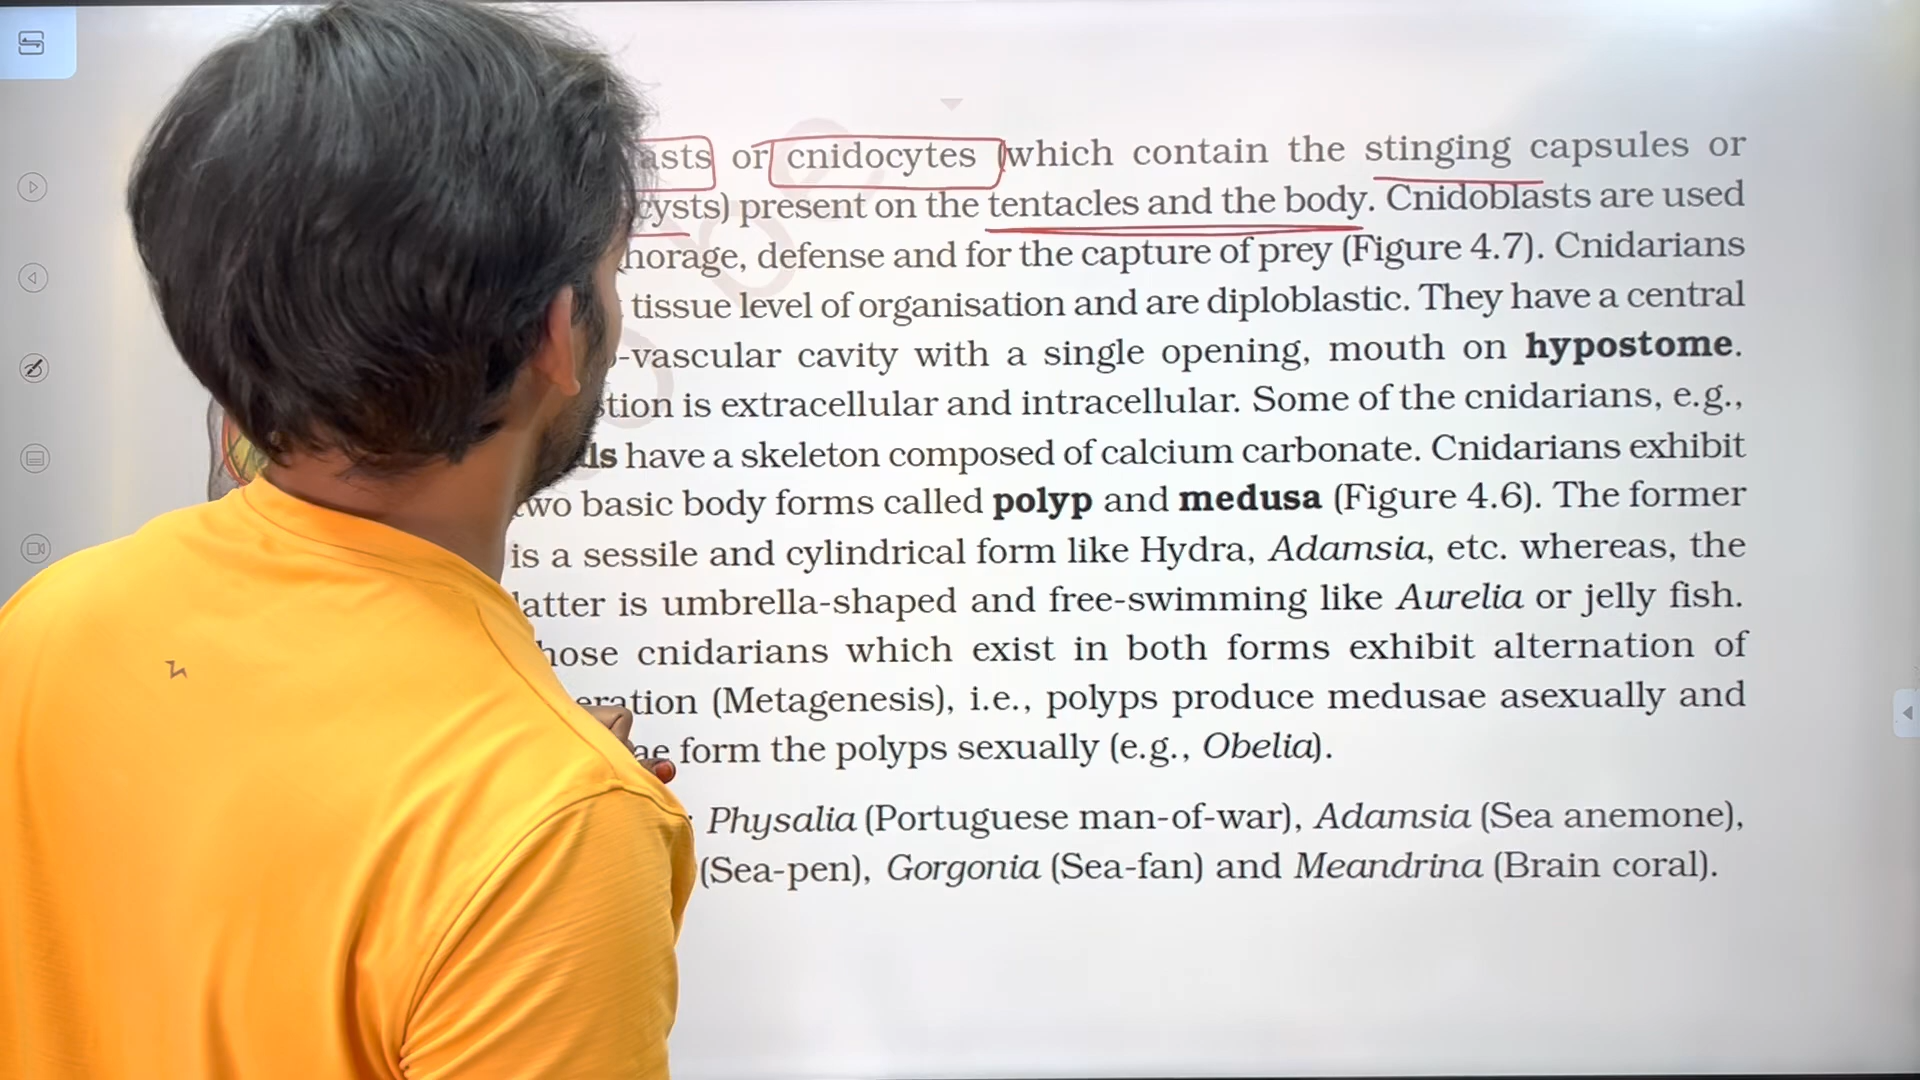 asts or cnidocytes (which contain the stinging capsules or
cysts) present on the tentacles and the body. Cnidoblasts are used
horage, defense and for the capture of prey (Figure 4.7). Cnidarians
tissue level of organisation and are diploblastic. They have a central
-vascular cavity with a single opening, mouth on hypostome.
stion is extracellular and intracellular. Some of the cnidarians, e.g.,
ls have a skeleton composed of calcium carbonate. Cnidarians exhibit
two basic body forms called polyp and medusa (Figure 4.6). The former
is a sessile and cylindrical form like Hydra, Adamsia, etc. whereas, the
latter is umbrella-shaped and free-swimming like Aurelia or jelly fish.
hose cnidarians which exist in both forms exhibit alternation of
eration (Metagenesis), i.e., polyps produce medusae asexually and
ae form the polyps sexually (e.g., Obelia).
: Physalia (Portuguese man-of-war), Adamsia (Sea anemone),
(Sea-pen), Gorgonia (Sea-fan) and Meandrina (Brain coral).